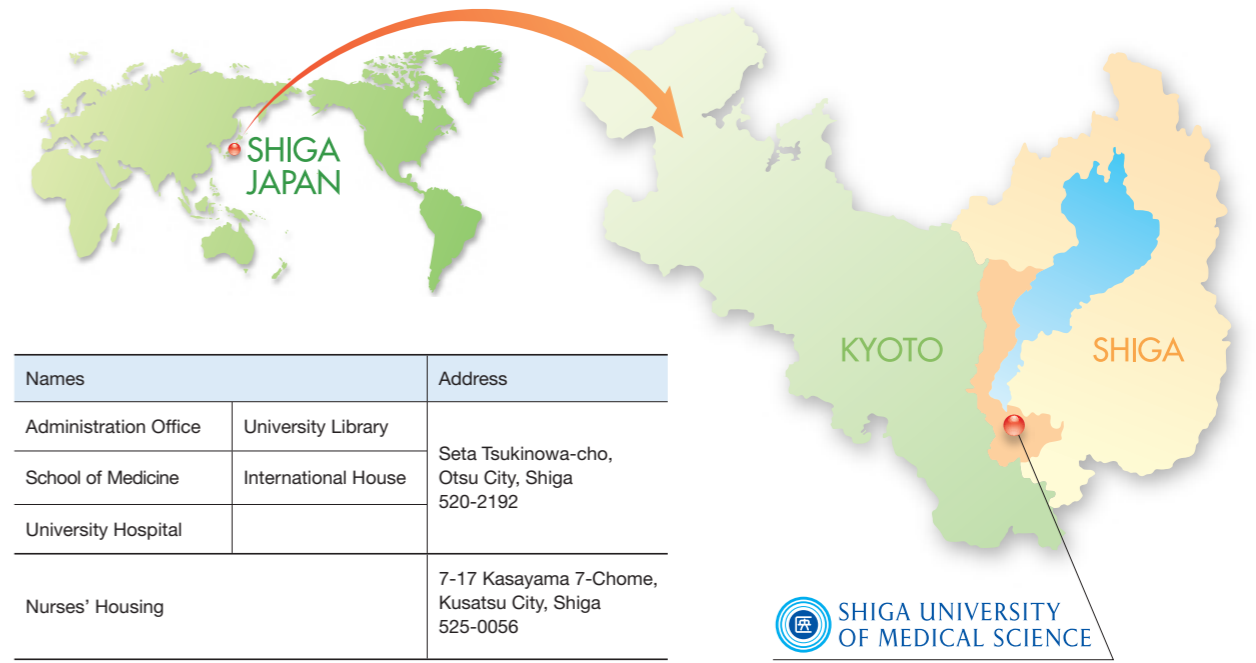 SHIGA
JAPAN
KYOTO
SHIGA
Names
Address
Administration Office
University Library
School of Medicine
International House
University Hospital
Seta Tsukinowa-cho,
Otsu City, Shiga
520-2192
Nurses’ Housing
7-17 Kasayama 7-Chome,
Kusatsu City, Shiga
525-0056
医
SHIGA UNIVERSITY
OF MEDICAL SCIENCE